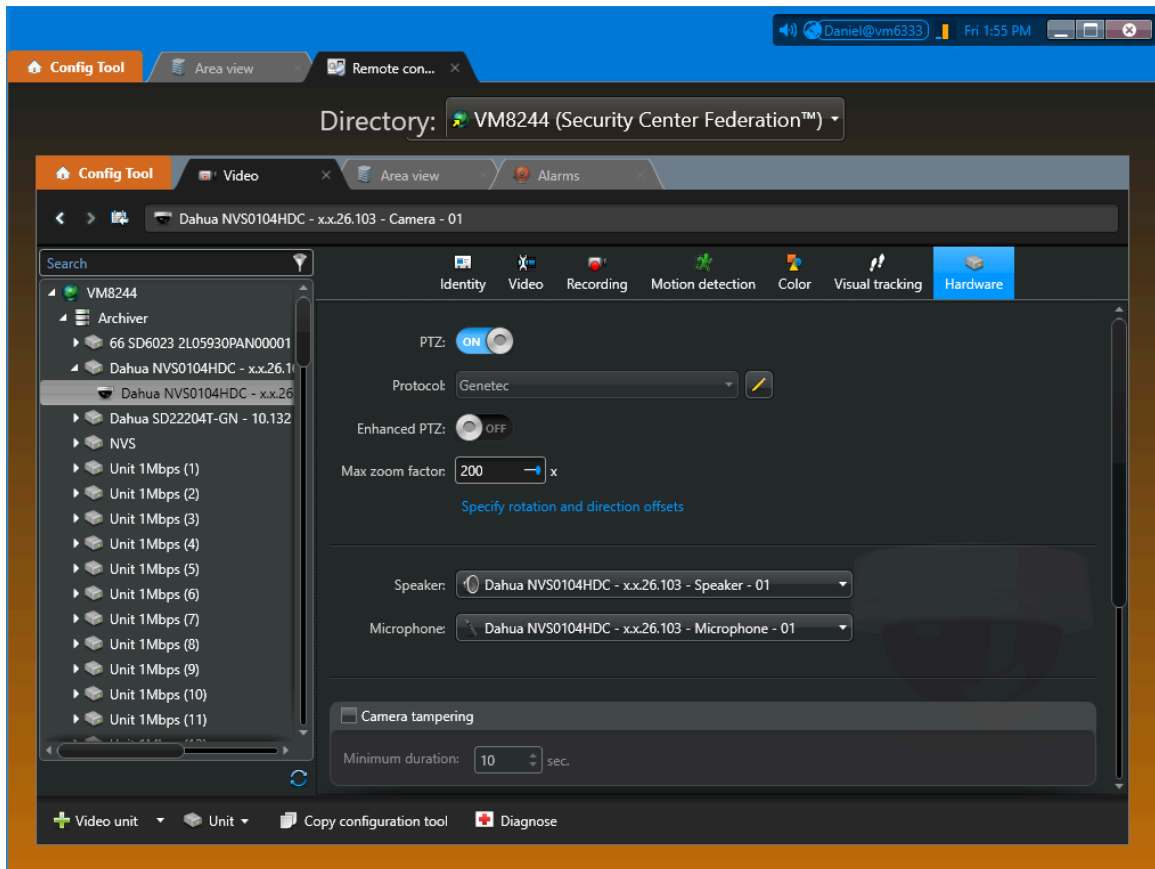 Daniel@vm6333 Fri 1:55 PM
Config Tool Area view Remote con...
Directory: VM8244 (Security Center Federation™)
Config Tool Video Area view Alarms
Dahua NVS0104HDC - x.x.26.103 - Camera - 01
Search
VM8244
Archiver
66 SD6023 2L05930PAN00001
Dahua NVS0104HDC - x.x.26.1
Dahua NVS0104HDC - x.x.26
Dahua SD22204T-GN - 10.132
NVS
Unit 1Mbps (1)
Unit 1Mbps (2)
Unit 1Mbps (3)
Unit 1Mbps (4)
Unit 1Mbps (5)
Unit 1Mbps (6)
Unit 1Mbps (7)
Unit 1Mbps (8)
Unit 1Mbps (9)
Unit 1Mbps (10)
Unit 1Mbps (11)
Identity Video Recording Motion detection Color Visual tracking Hardware
PTZ: ON
Protocol: Genetec
Enhanced PTZ: OFF
Max zoom factor: 200 x
Specify rotation and direction offsets
Speaker: Dahua NVS0104HDC - x.x.26.103 - Speaker - 01
Microphone: Dahua NVS0104HDC - x.x.26.103 - Microphone - 01
Camera tampering
Minimum duration: 10 sec.
Video unit Unit Copy configuration tool Diagnose